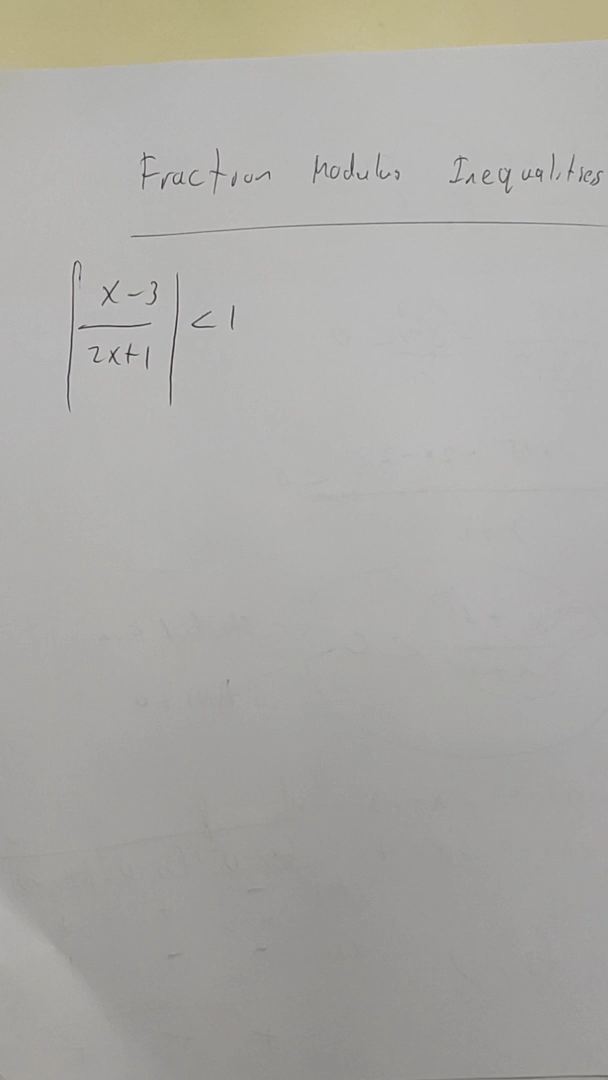 Fraction Modulus Inequalities
|x-3/2x+1| < 1